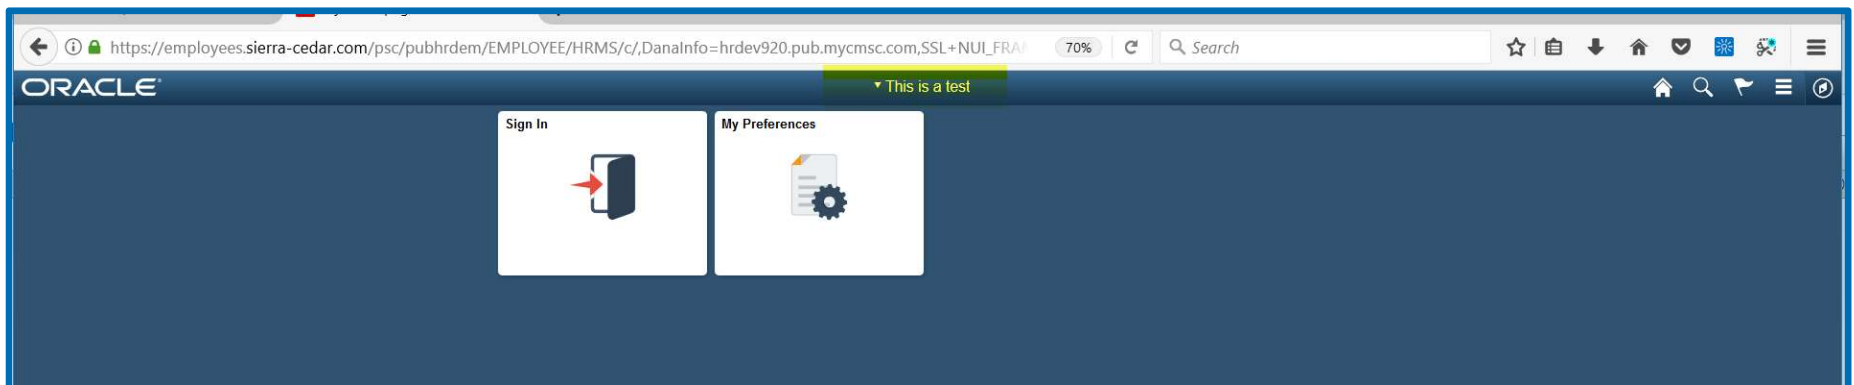 https://employees.sierra-cedar.com/psc/pubhrdem/EMPLOYEE/HRMS/c/,DanaInfo=hrdev920.pub.mycmsc.com,SSL+NUI_FRA
70%
Search
ORACLE
This is a test
Sign In
My Preferences